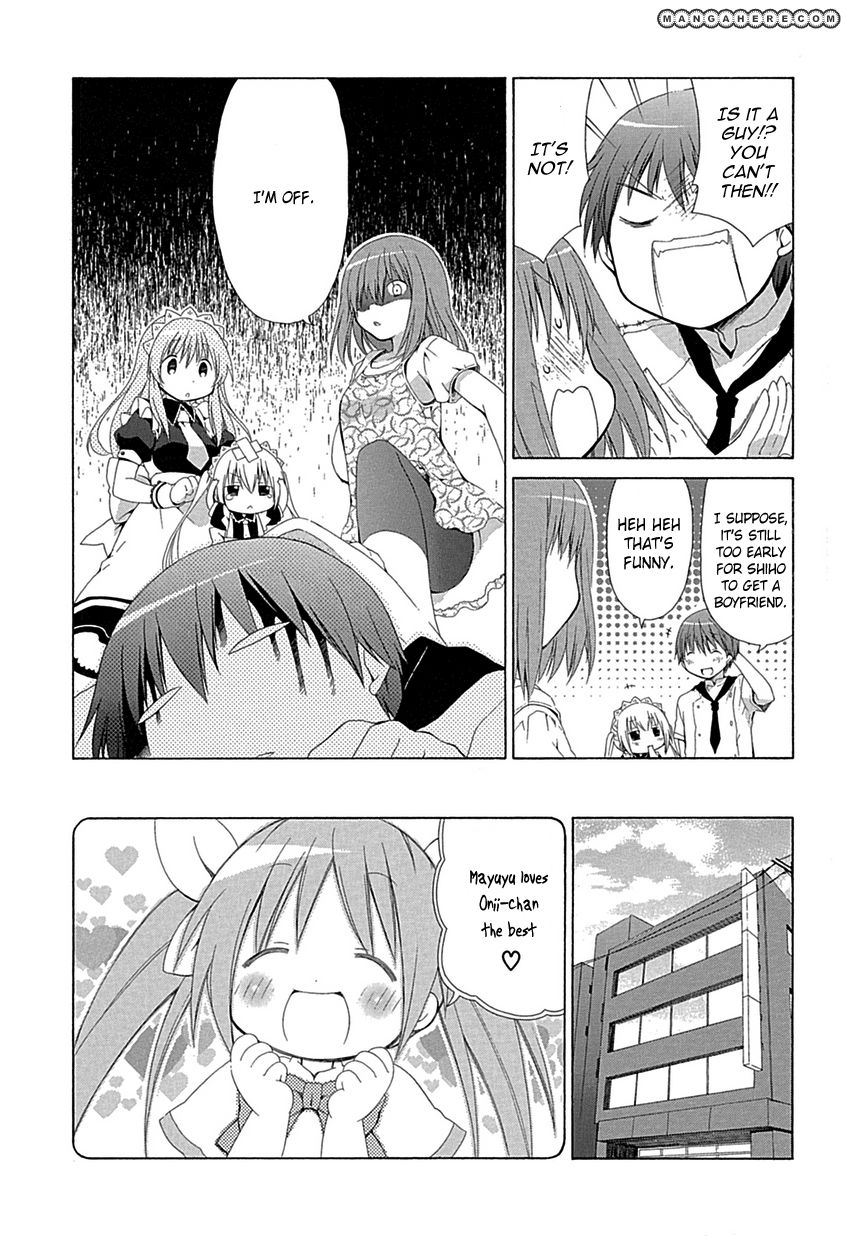 MANGAHERE.COM
IS IT A
GUY!?
YOU
CAN'T
THEN!!
IT'S
NOT!
I SUPPOSE,
IT'S STILL
TOO EARLY
FOR SHIHO
TO GET A
BOYFRIEND.
HEH HEH
THAT'S
FUNNY.
I'M OFF.
Mayuyu loves
Onii-chan
the best
♡